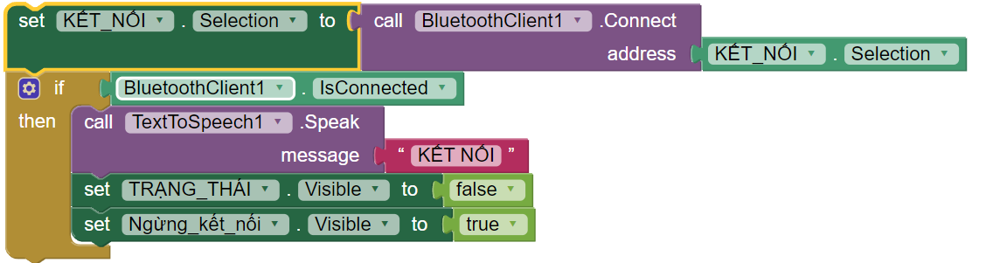 set KẾT_NỐI . Selection to call BluetoothClient1 .Connect
address KẾT_NỐI . Selection
if BluetoothClient1 . IsConnected
then call TextToSpeech1 .Speak
message “ KẾT NỐI ”
set TRẠNG_THÁI . Visible to false
set Ngừng_kết_nối . Visible to true